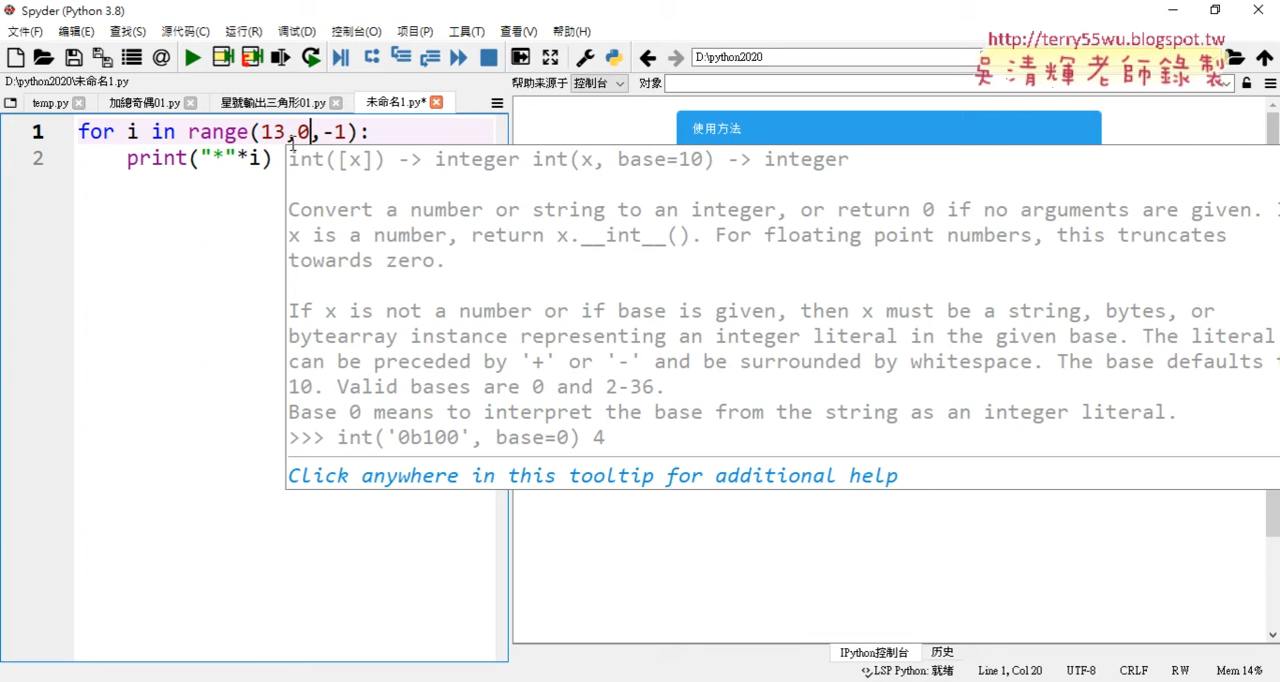 Spyder (Python 3.8)
文件(F) 编辑(E) 查找(S) 源代码(C) 运行(R) 调试(D) 控制台(O) 项目(P) 工具(T) 查看(V) 帮助(H)
http://terry55wu.blogspot.tw
吳清輝老師錄製
D:\python2020
D:\python2020\未命名1.py
帮助来源于 控制台 对象
temp.py 加總奇偶01.py 星號輸出三角形01.py 未命名1.py*
使用方法
1 for i in range(13,0,-1):
2 print("*"*i)
int([x]) -> integer int(x, base=10) -> integer
Convert a number or string to an integer, or return 0 if no arguments are given.
x is a number, return x.__int__(). For floating point numbers, this truncates
towards zero.
If x is not a number or if base is given, then x must be a string, bytes, or
bytearray instance representing an integer literal in the given base. The literal
can be preceded by '+' or '-' and be surrounded by whitespace. The base defaults
10. Valid bases are 0 and 2-36.
Base 0 means to interpret the base from the string as an integer literal.
>>> int('0b100', base=0) 4
Click anywhere in this tooltip for additional help
IPython控制台 历史
LSP Python: 就绪 Line 1, Col 20 UTF-8 CRLF RW Mem 14%